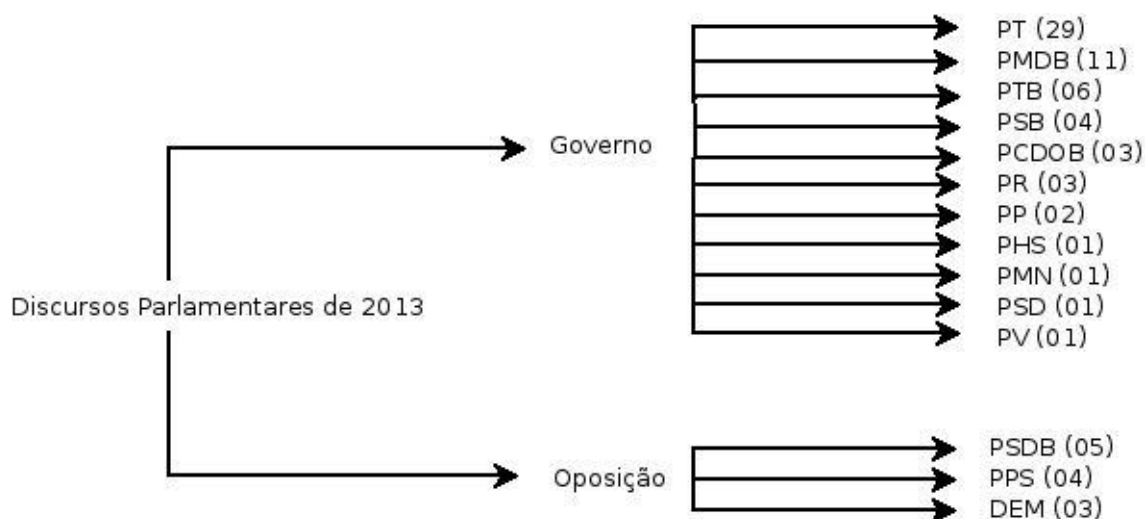 PT (29)
PMDB (11)
PTB (06)
PSB (04)
Governo
PCDOB (03)
PR (03)
PP (02)
PHS (01)
PMN (01)
Discursos Parlamentares de 2013
PSD (01)
PV (01)
PSDB (05)
Oposição
PPS (04)
DEM (03)